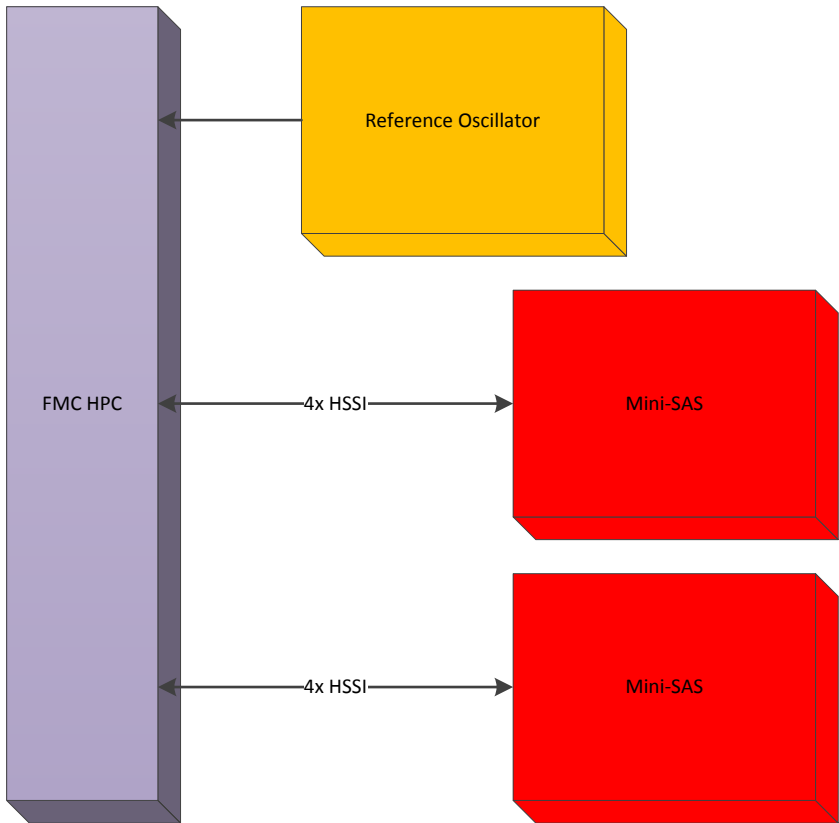 Reference Oscillator
FMC HPC
4x HSSI
Mini-SAS
4x HSSI
Mini-SAS